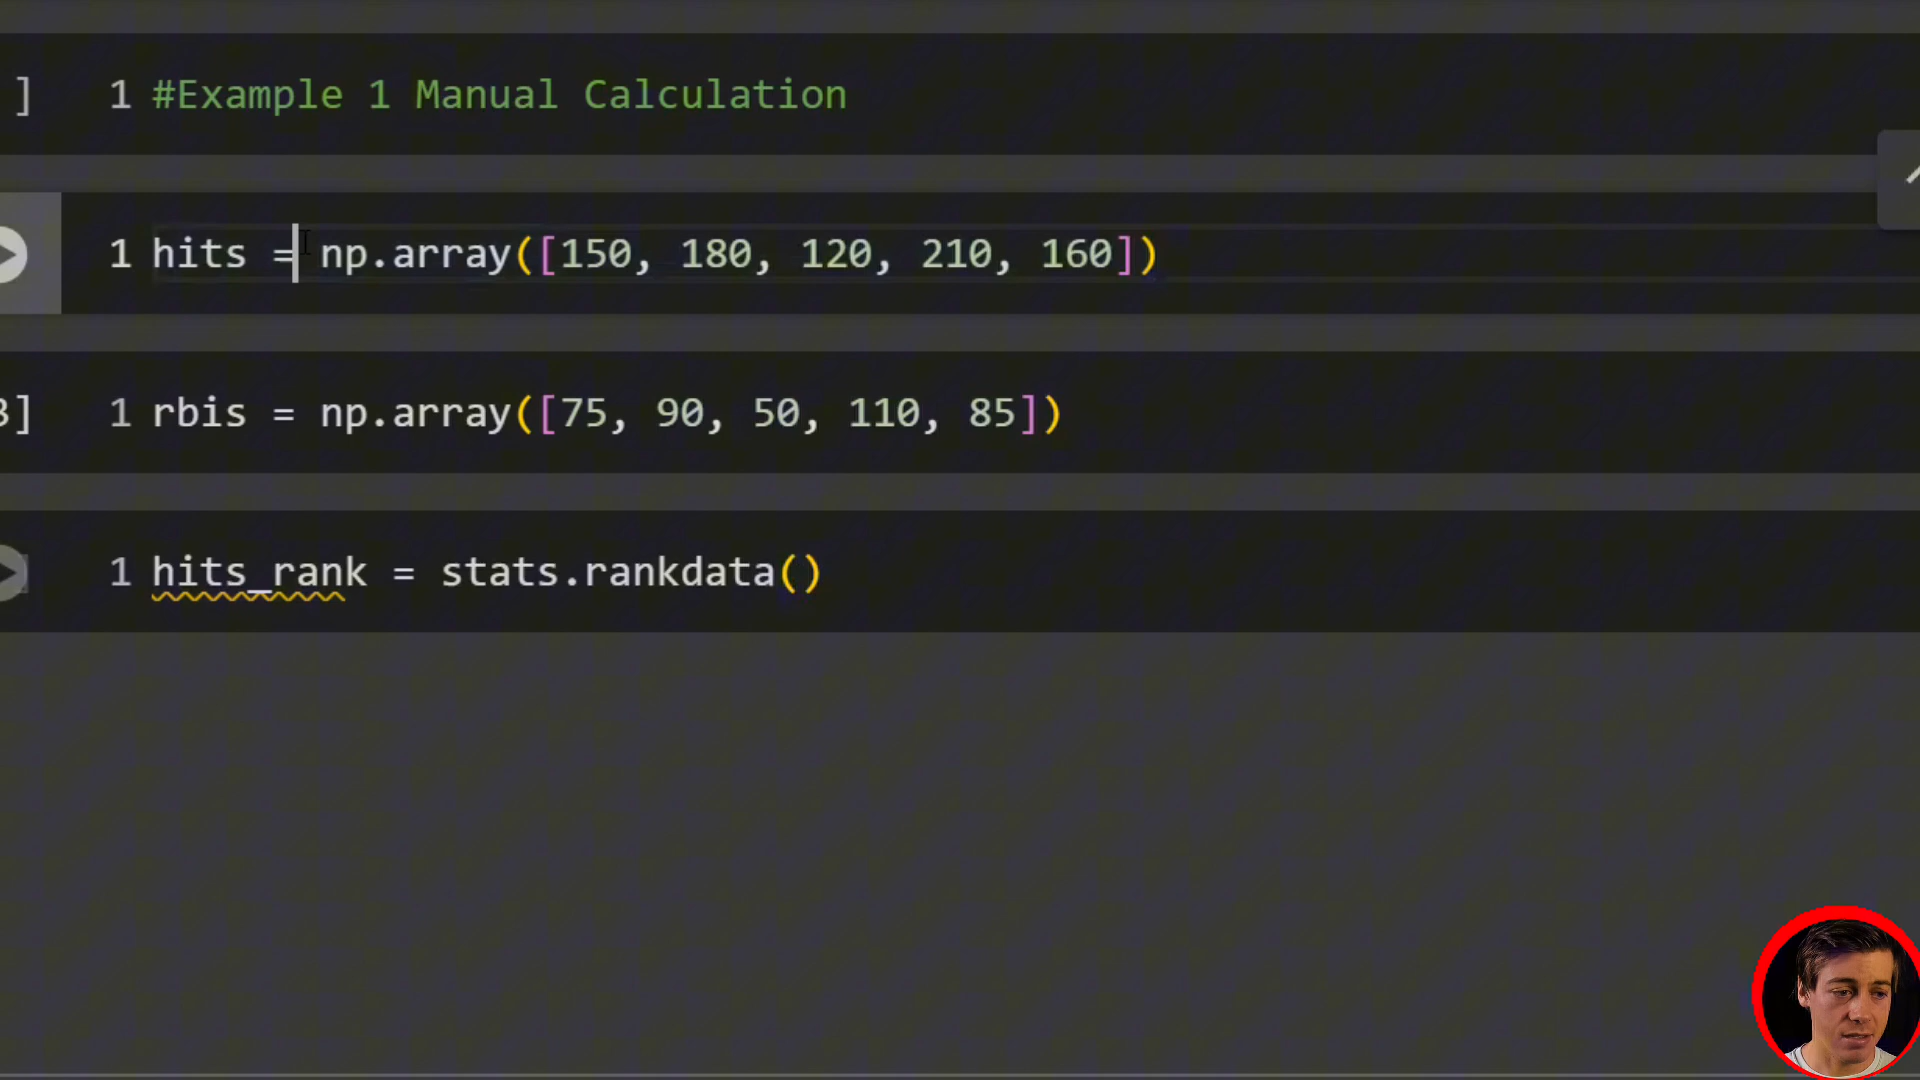 ] 1 #Example 1 Manual Calculation
1 hits = np.array([150, 180, 120, 210, 160])
3] 1 rbis = np.array([75, 90, 50, 110, 85])
1 hits_rank = stats.rankdata()